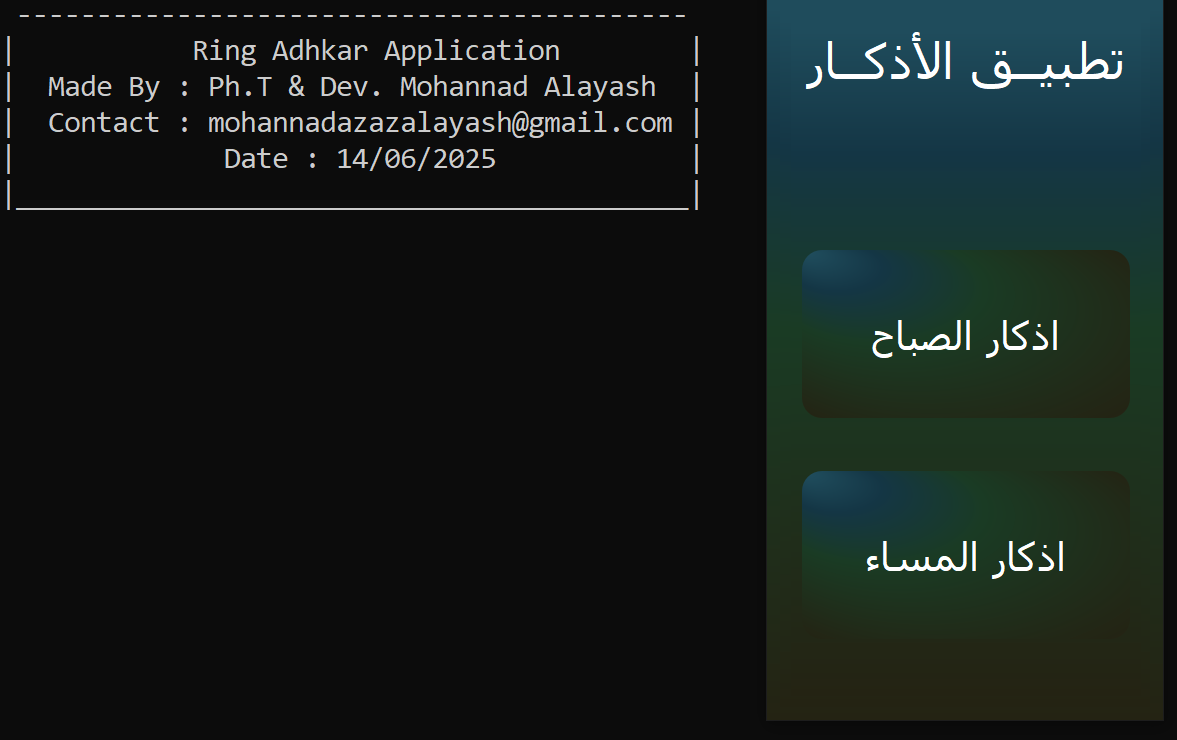 Ring Adhkar Application
Made By : Ph.T & Dev. Mohannad Alayash
Contact : mohannadazazalayash@gmail.com
Date : 14/06/2025
تطبيــق الأذكــار
اذكار الصباح
اذكار المساء